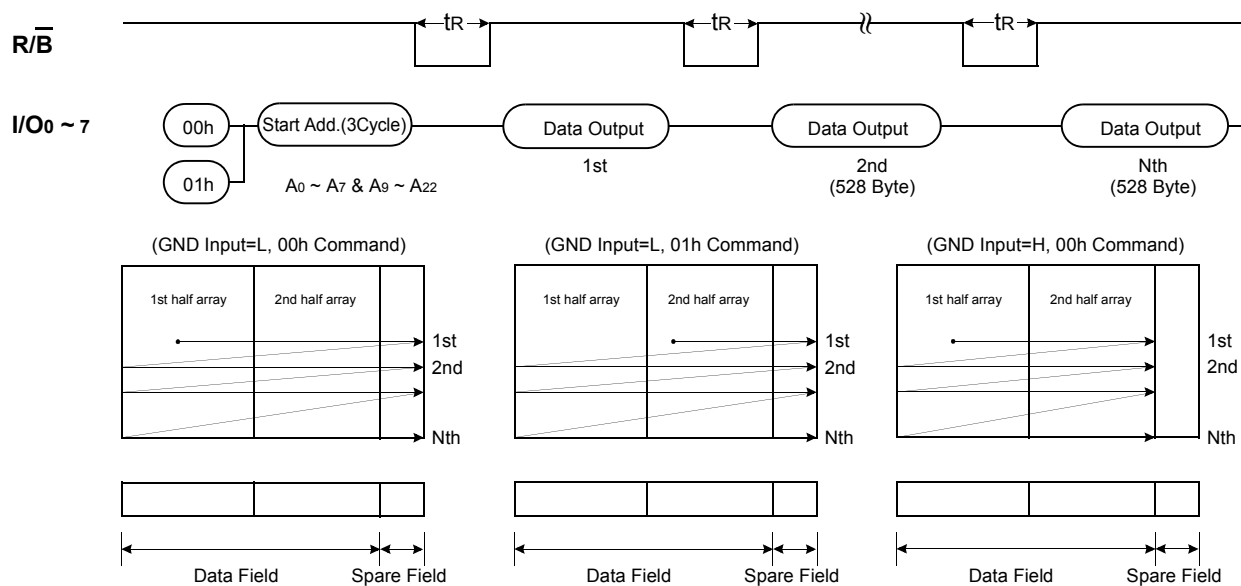 tR tR tR
R/B
I/O0 ~ 7 00h Start Add.(3Cycle) Data Output Data Output Data Output
01h A0 ~ A7 & A9 ~ A22 1st 2nd Nth
(528 Byte) (528 Byte)
(GND Input=L, 00h Command) (GND Input=L, 01h Command) (GND Input=H, 00h Command)
1st half array 2nd half array 1st half array 2nd half array 1st half array 2nd half array
1st 1st 1st
2nd 2nd 2nd
Nth Nth Nth
Data Field Spare Field Data Field Spare Field Data Field Spare Field